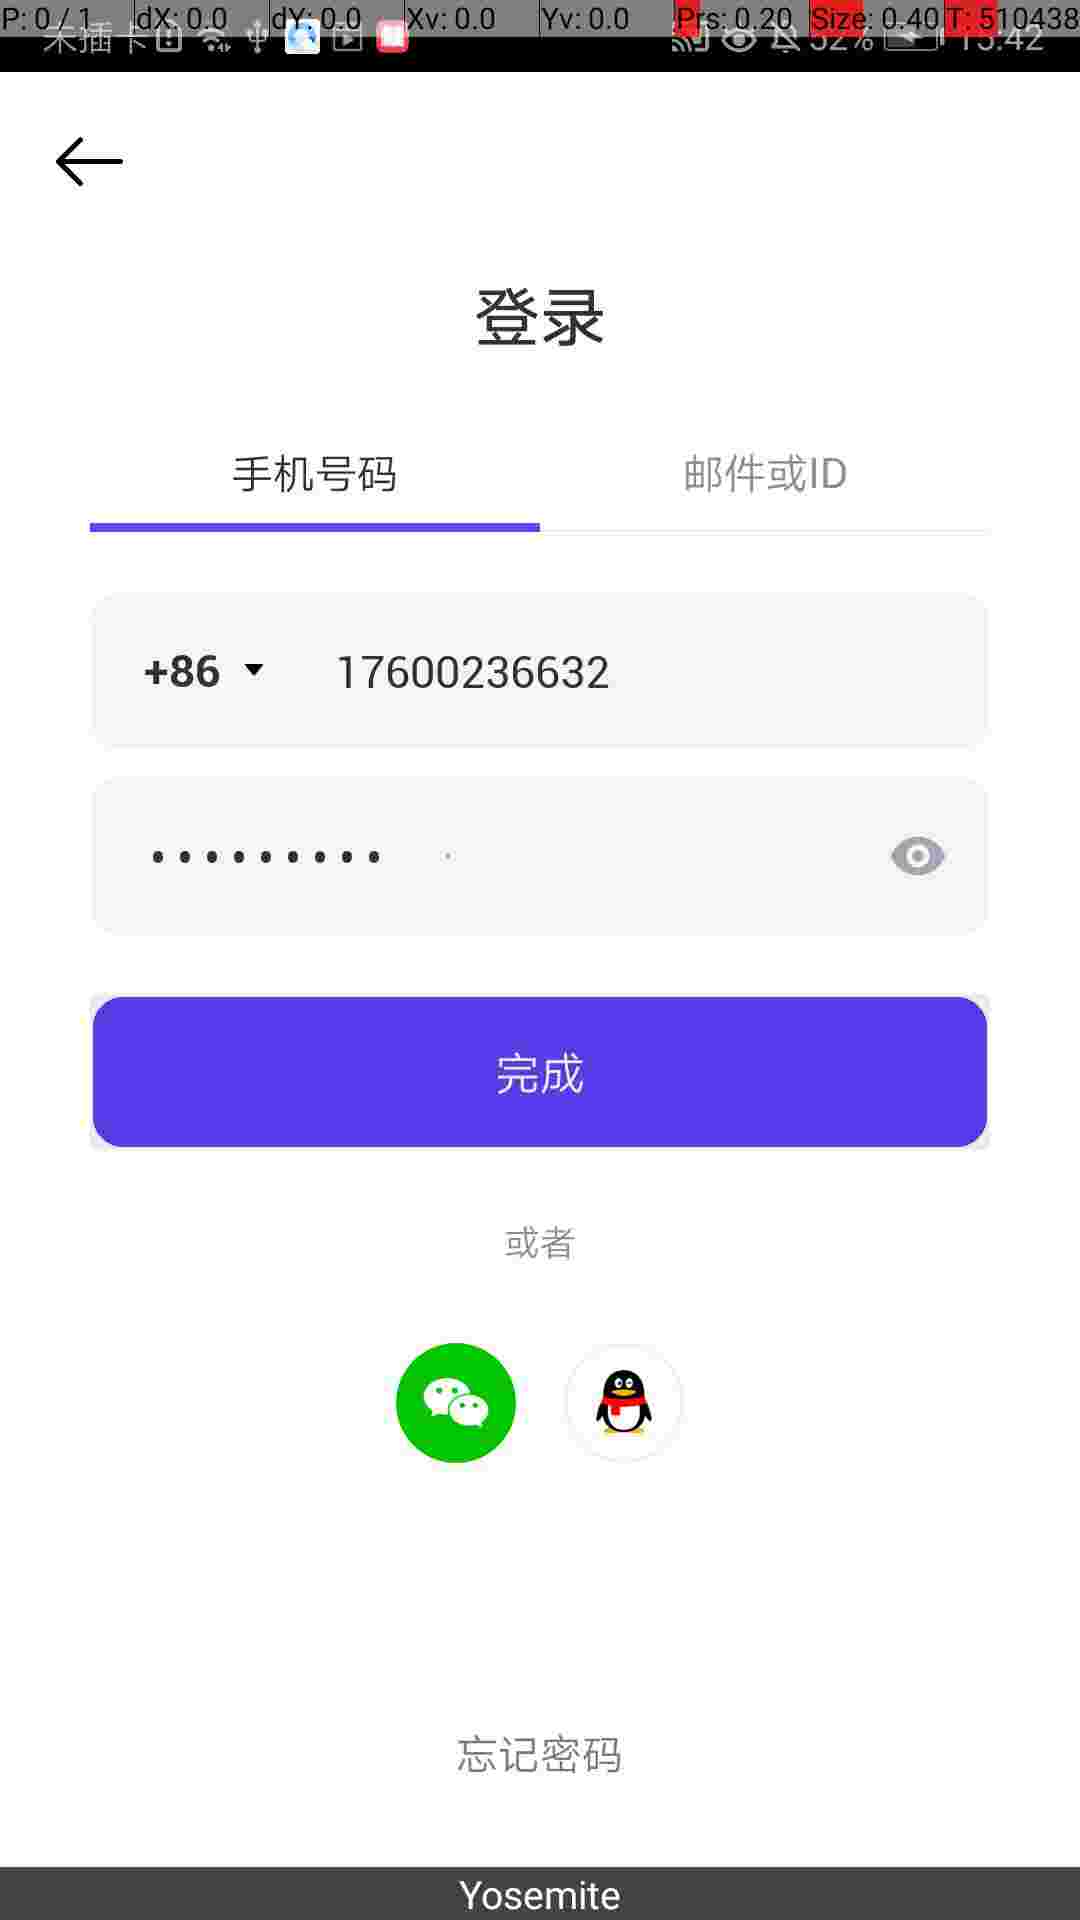 P: 0 / 1 dX: 0.0 dY: 0.0 Xv: 0.0 Yv: 0.0 Prs: 0.20 Size: 0.40 T: 510438
未插卡 52% 15:42
登录
手机号码 邮件或ID
+86 17600236632
•••••••••
完成
或者
忘记密码
Yosemite